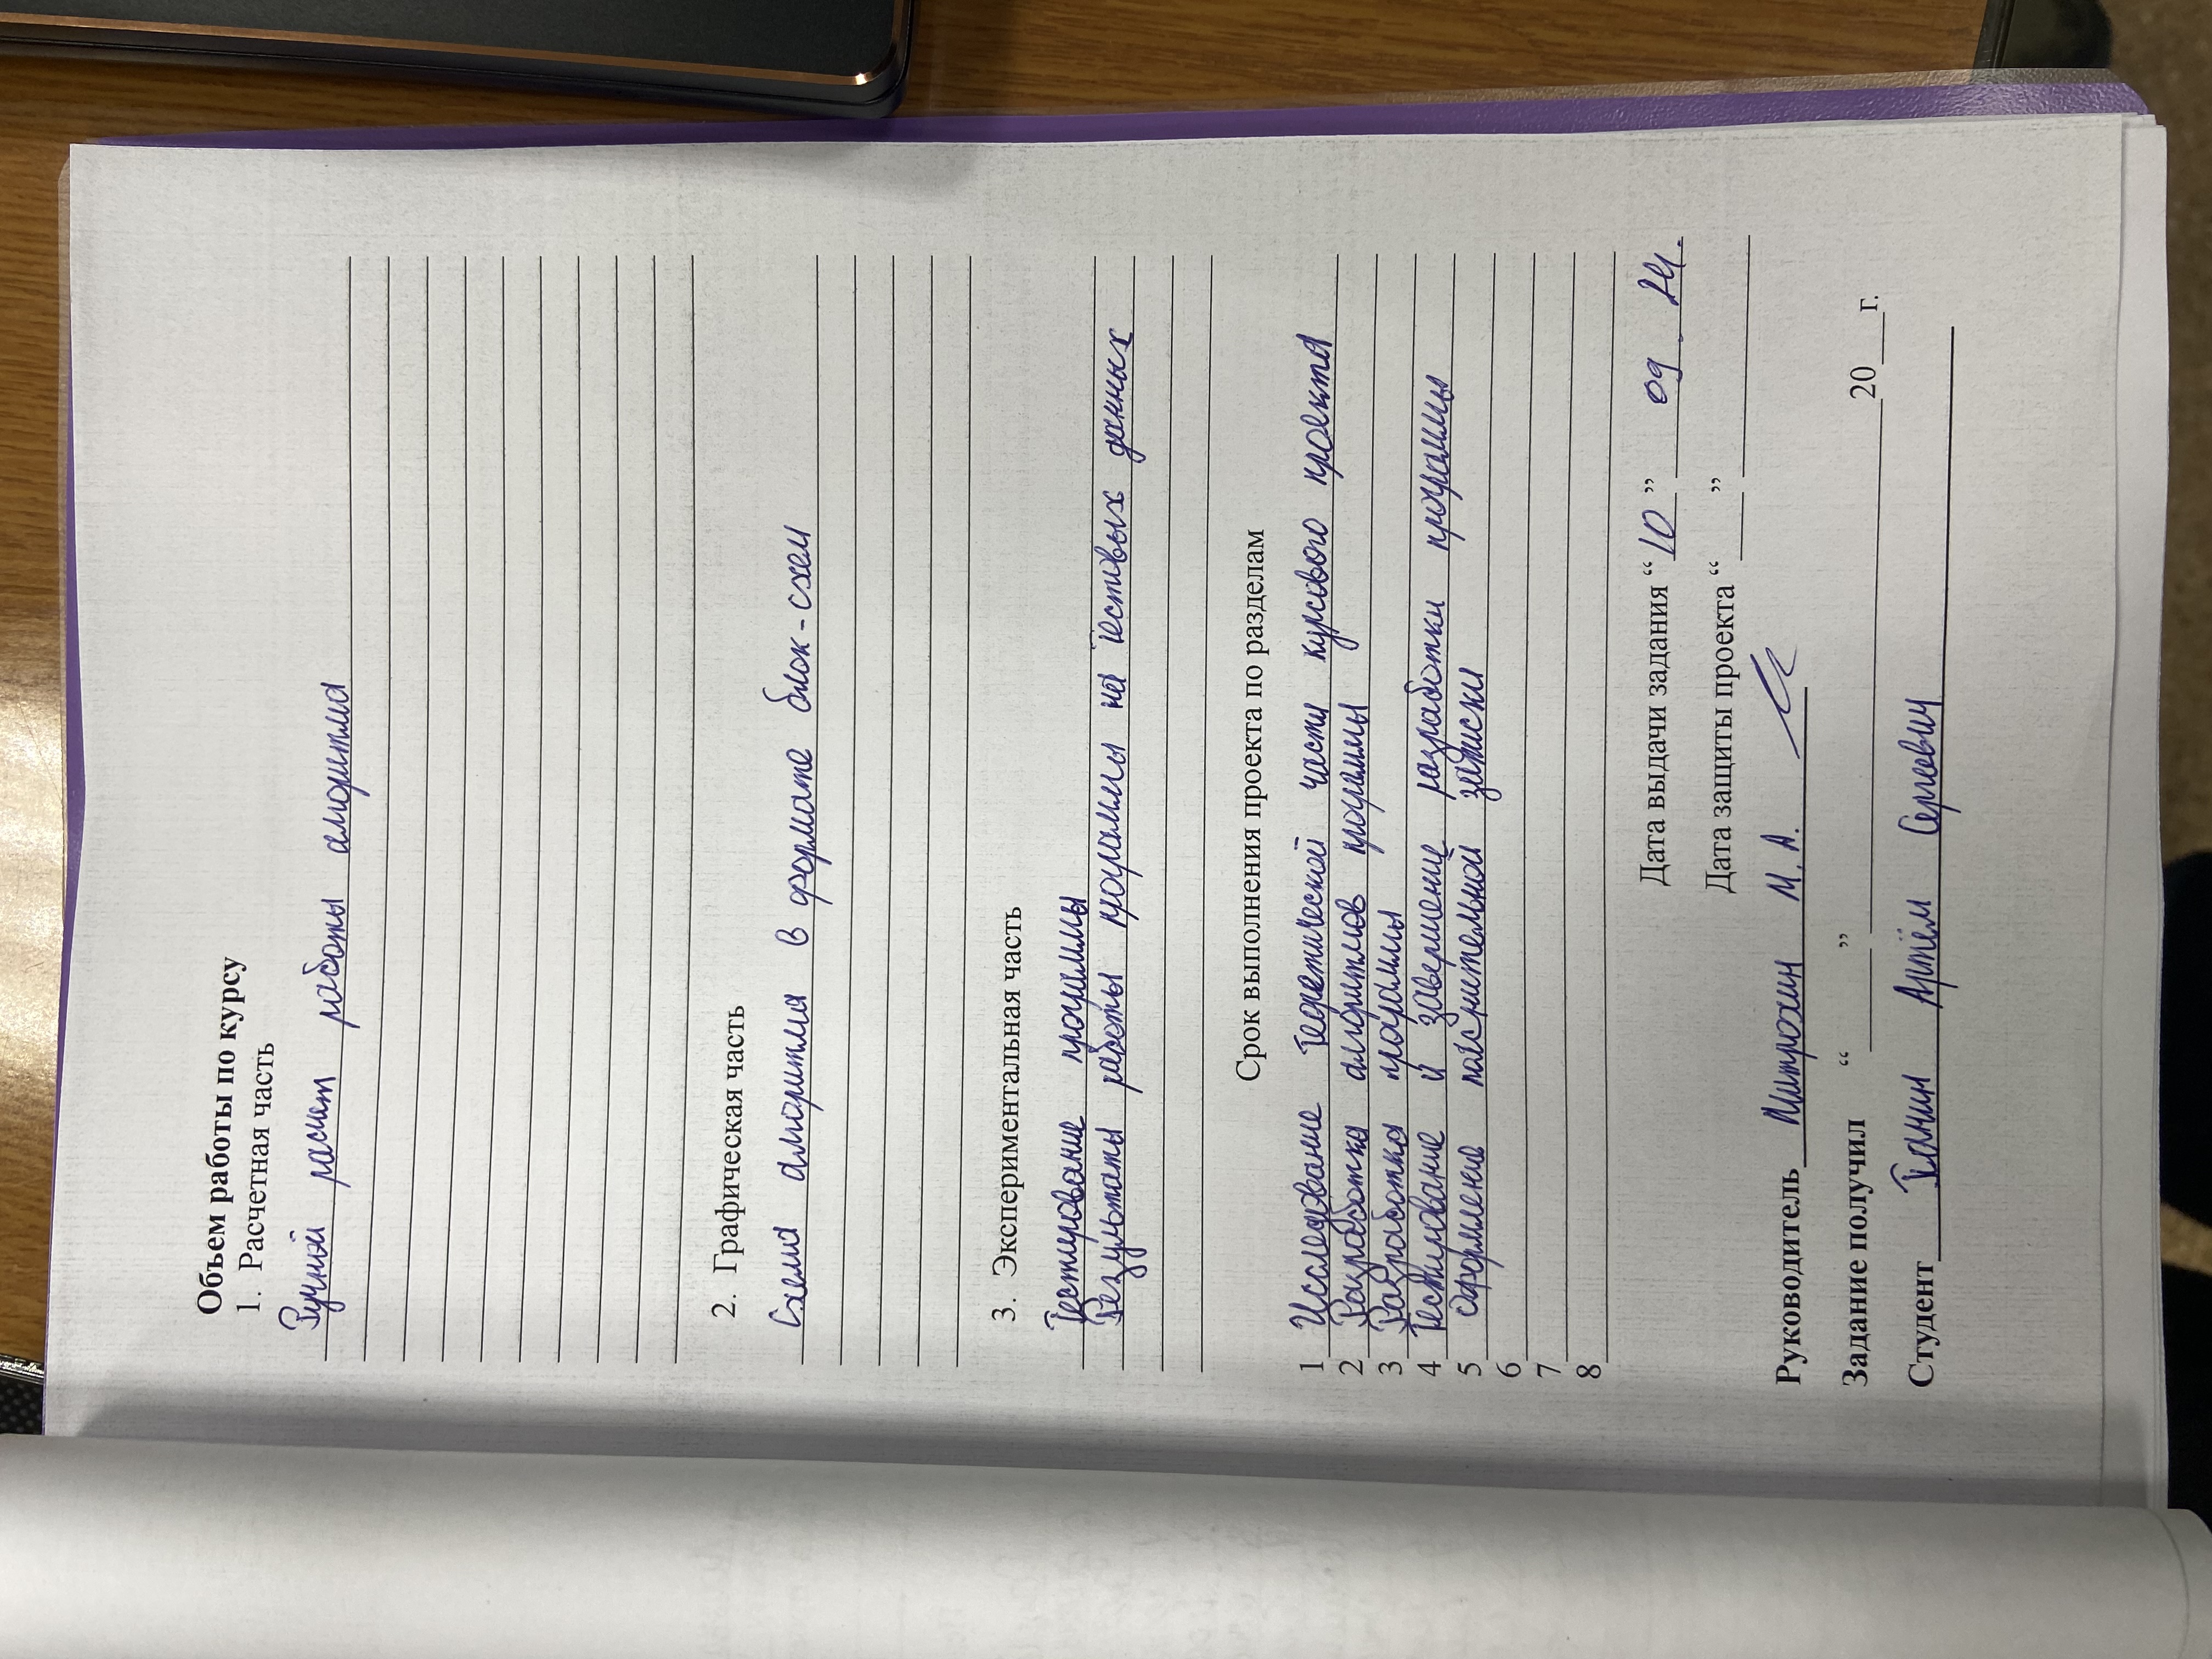 Объем работы по курсу
1. Расчетная часть
Ручной расчет работы алгоритма
2. Графическая часть
Схема алгоритма в формате блок-схем
3. Экспериментальная часть
Тестирование программы
Результаты работы программы на тестовых данных
Срок выполнения проекта по разделам
1 Исследование теоретической части курсового проекта
2 Разработка алгоритмов программы
3 Разработка программы
4 Тестирование и завершение разработки программы
5 Оформление пояснительной записки
6
7
8
Дата выдачи задания “10” 09. 24.
Дата защиты проекта “___”
Руководитель Митрохин М. А.
Задание получил “______” 20___г.
Студент Панин Артём Сергеевич